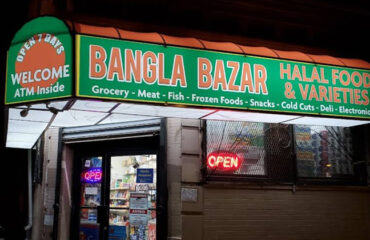 OPEN 7 DAYS
WELCOME
ATM Inside
BANGLA BAZAR
HALAL FOOD
& VARIETIES
Grocery - Meat - Fish - Frozen Foods - Snacks - Cold Cuts - Deli - Electronic
OPEN
OPEN